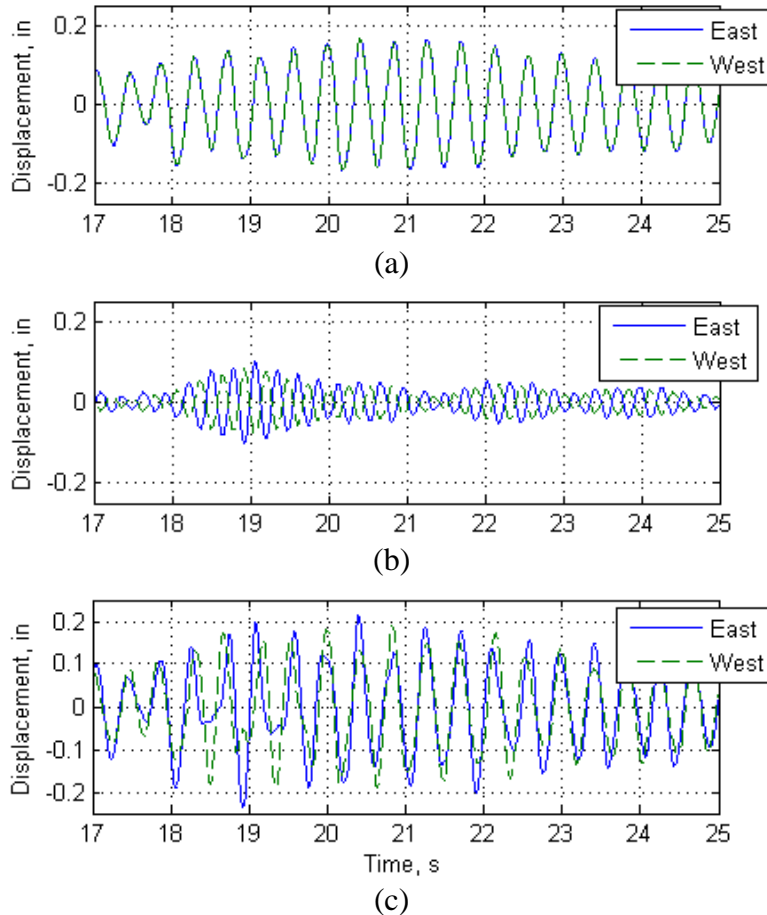 0.2
0
-0.2
Displacement, in
East
West
17 18 19 20 21 22 23 24 25
(a)
0.2
0
-0.2
Displacement, in
East
West
17 18 19 20 21 22 23 24 25
(b)
0.2
0.1
0
-0.1
-0.2
Displacement, in
East
West
17 18 19 20 21 22 23 24 25
Time, s
(c)